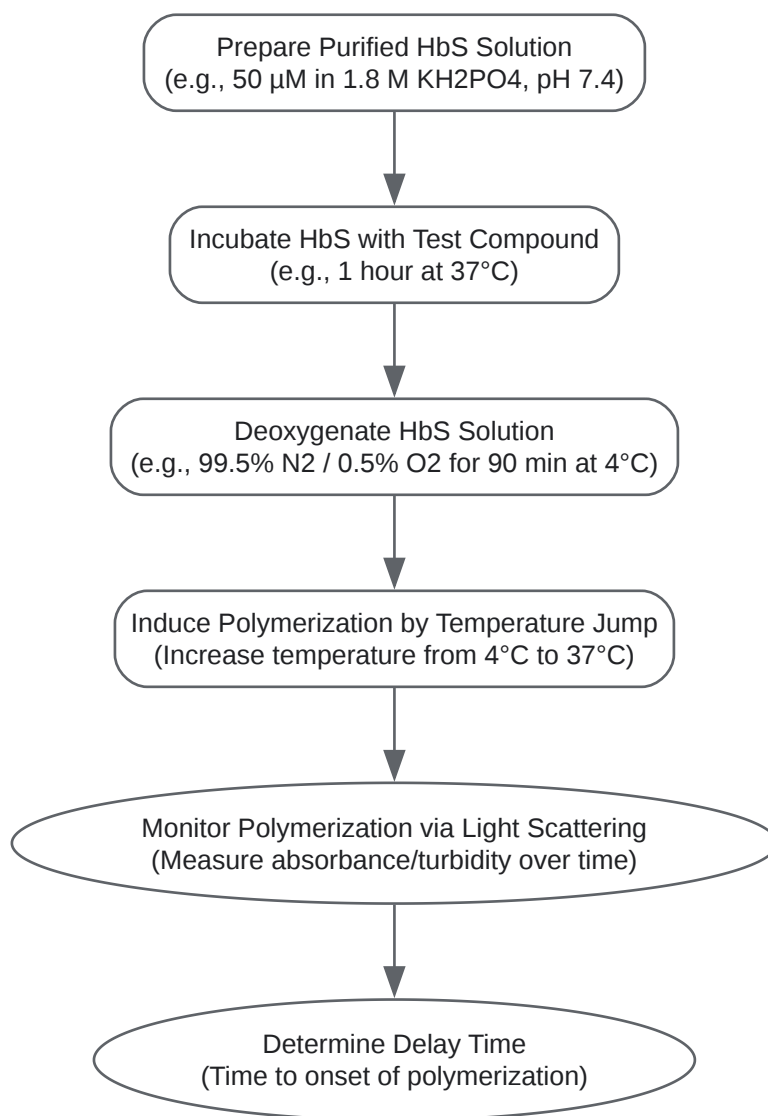 Prepare Purified HbS Solution
(e.g., 50 µM in 1.8 M KH2PO4, pH 7.4)
Incubate HbS with Test Compound
(e.g., 1 hour at 37°C)
Deoxygenate HbS Solution
(e.g., 99.5% N2 / 0.5% O2 for 90 min at 4°C)
Induce Polymerization by Temperature Jump
(Increase temperature from 4°C to 37°C)
Monitor Polymerization via Light Scattering
(Measure absorbance/turbidity over time)
Determine Delay Time
(Time to onset of polymerization)